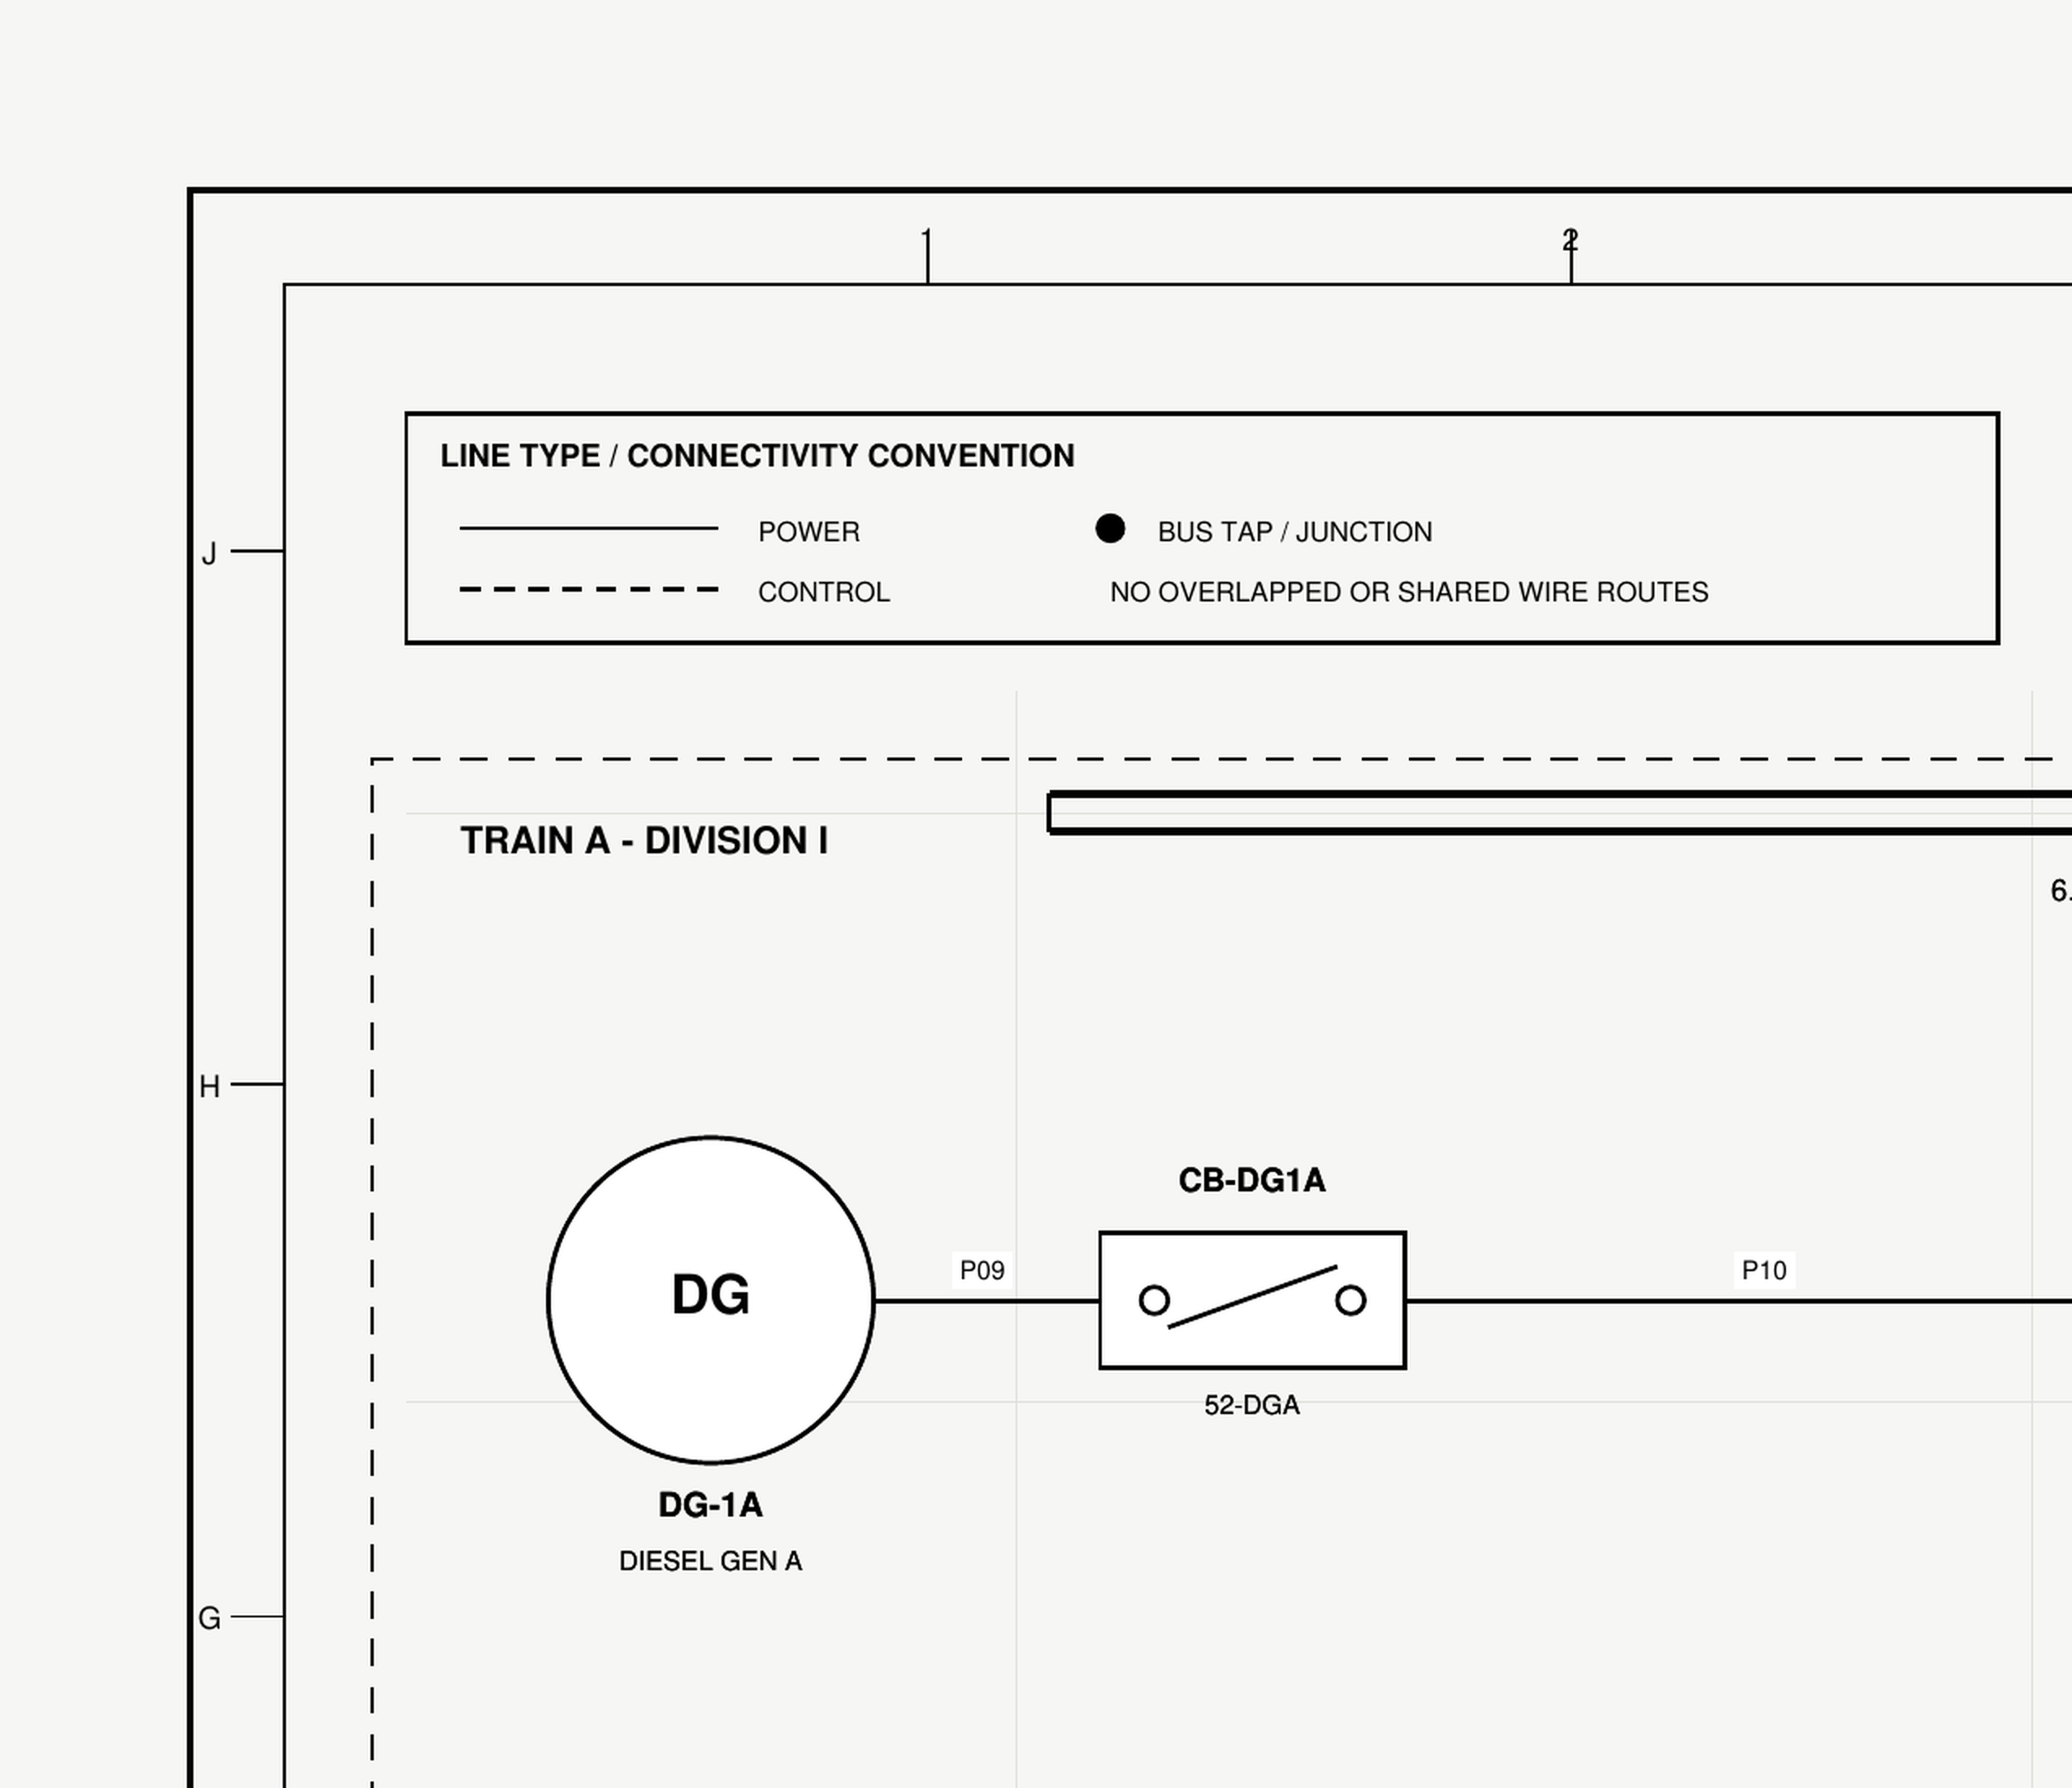 1
2
LINE TYPE / CONNECTIVITY CONVENTION
POWER
BUS TAP / JUNCTION
J
CONTROL
NO OVERLAPPED OR SHARED WIRE ROUTES
TRAIN A - DIVISION I
6.
H
CB-DG1A
DG
P09
P10
52-DGA
DG-1A
DIESEL GEN A
G